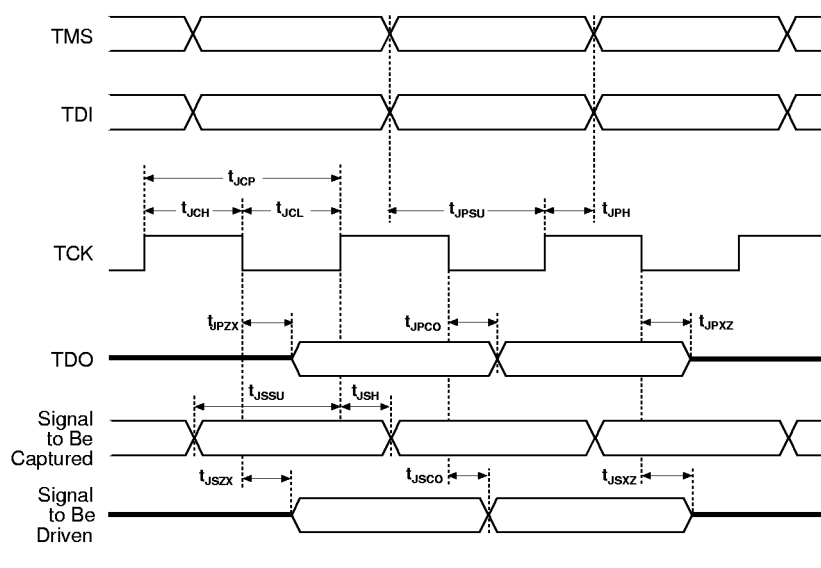 TMS
TDI
tJCP
tJCH
tJCL
tJPSU
tJPH
TCK
tJPZX
tJPCO
tJPXZ
TDO
tJSSU
tJSH
Signal
to Be
Captured
tJSZX
tJSCO
tJSXZ
Signal
to Be
Driven